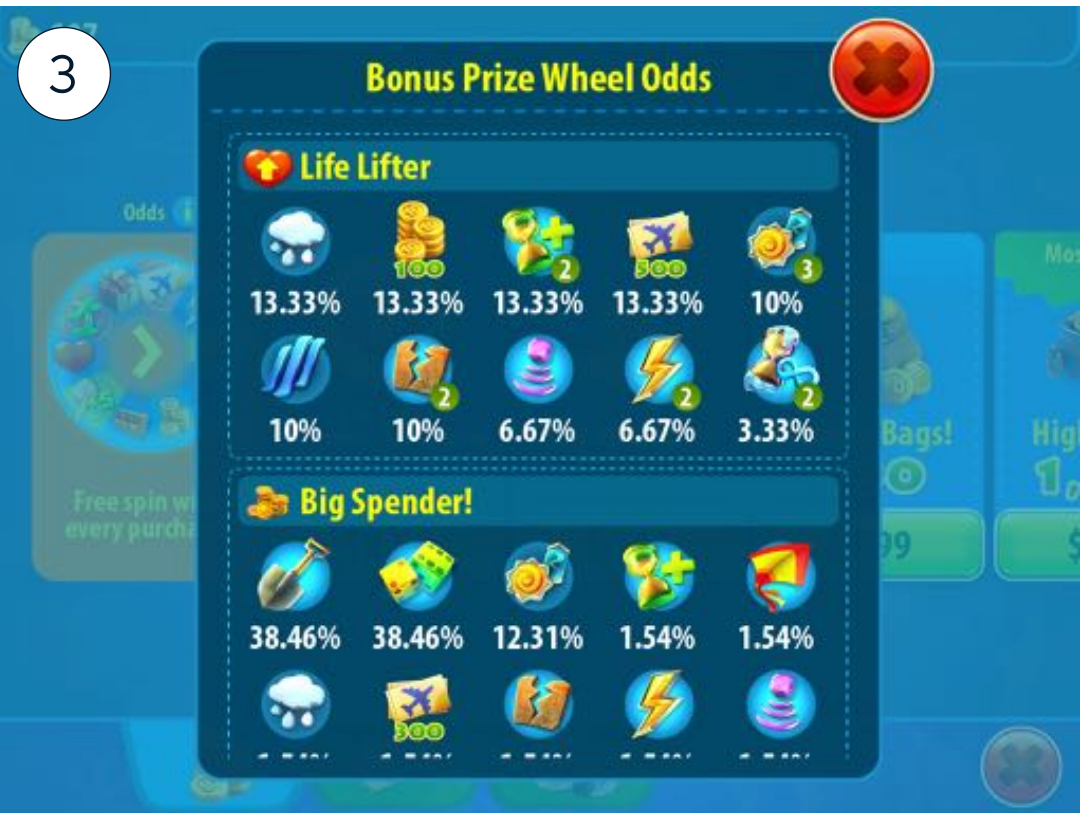 3
Bonus Prize Wheel Odds
Life Lifter
Odds
100
2
500
3
13.33% 13.33% 13.33% 13.33% 10%
2
2
2
10% 10% 6.67% 6.67% 3.33%
Bags!
Free spin
every
Big Spender!
99
$
38.46% 38.46% 12.31% 1.54% 1.54%
300